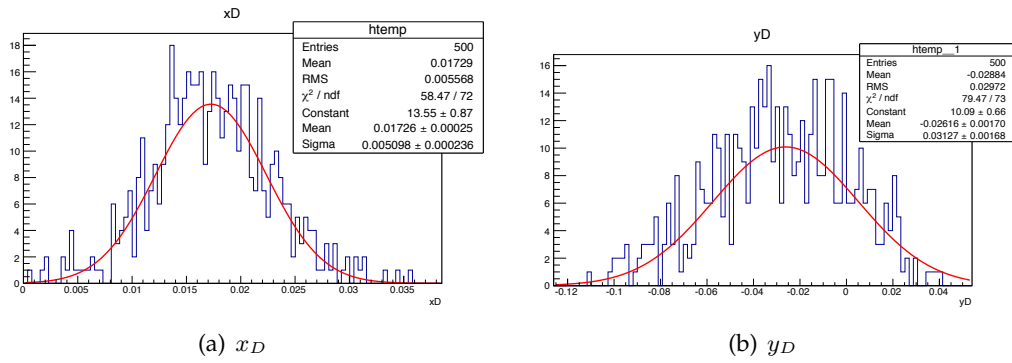 xD
htemp
Entries 500
Mean 0.01729
RMS 0.005568
χ² / ndf 58.47 / 72
Constant 13.55 ± 0.87
Mean 0.01726 ± 0.00025
Sigma 0.005098 ± 0.000236
18
16
14
12
10
8
6
4
2
0
0 0.005 0.01 0.015 0.02 0.025 0.03 0.035
xD
(a) x_D
yD
htemp__1
Entries 500
Mean -0.02884
RMS 0.02972
χ² / ndf 79.47 / 73
Constant 10.09 ± 0.66
Mean -0.02616 ± 0.00170
Sigma 0.03127 ± 0.00168
16
14
12
10
8
6
4
2
0
-0.12 -0.1 -0.08 -0.06 -0.04 -0.02 0 0.02 0.04
yD
(b) y_D